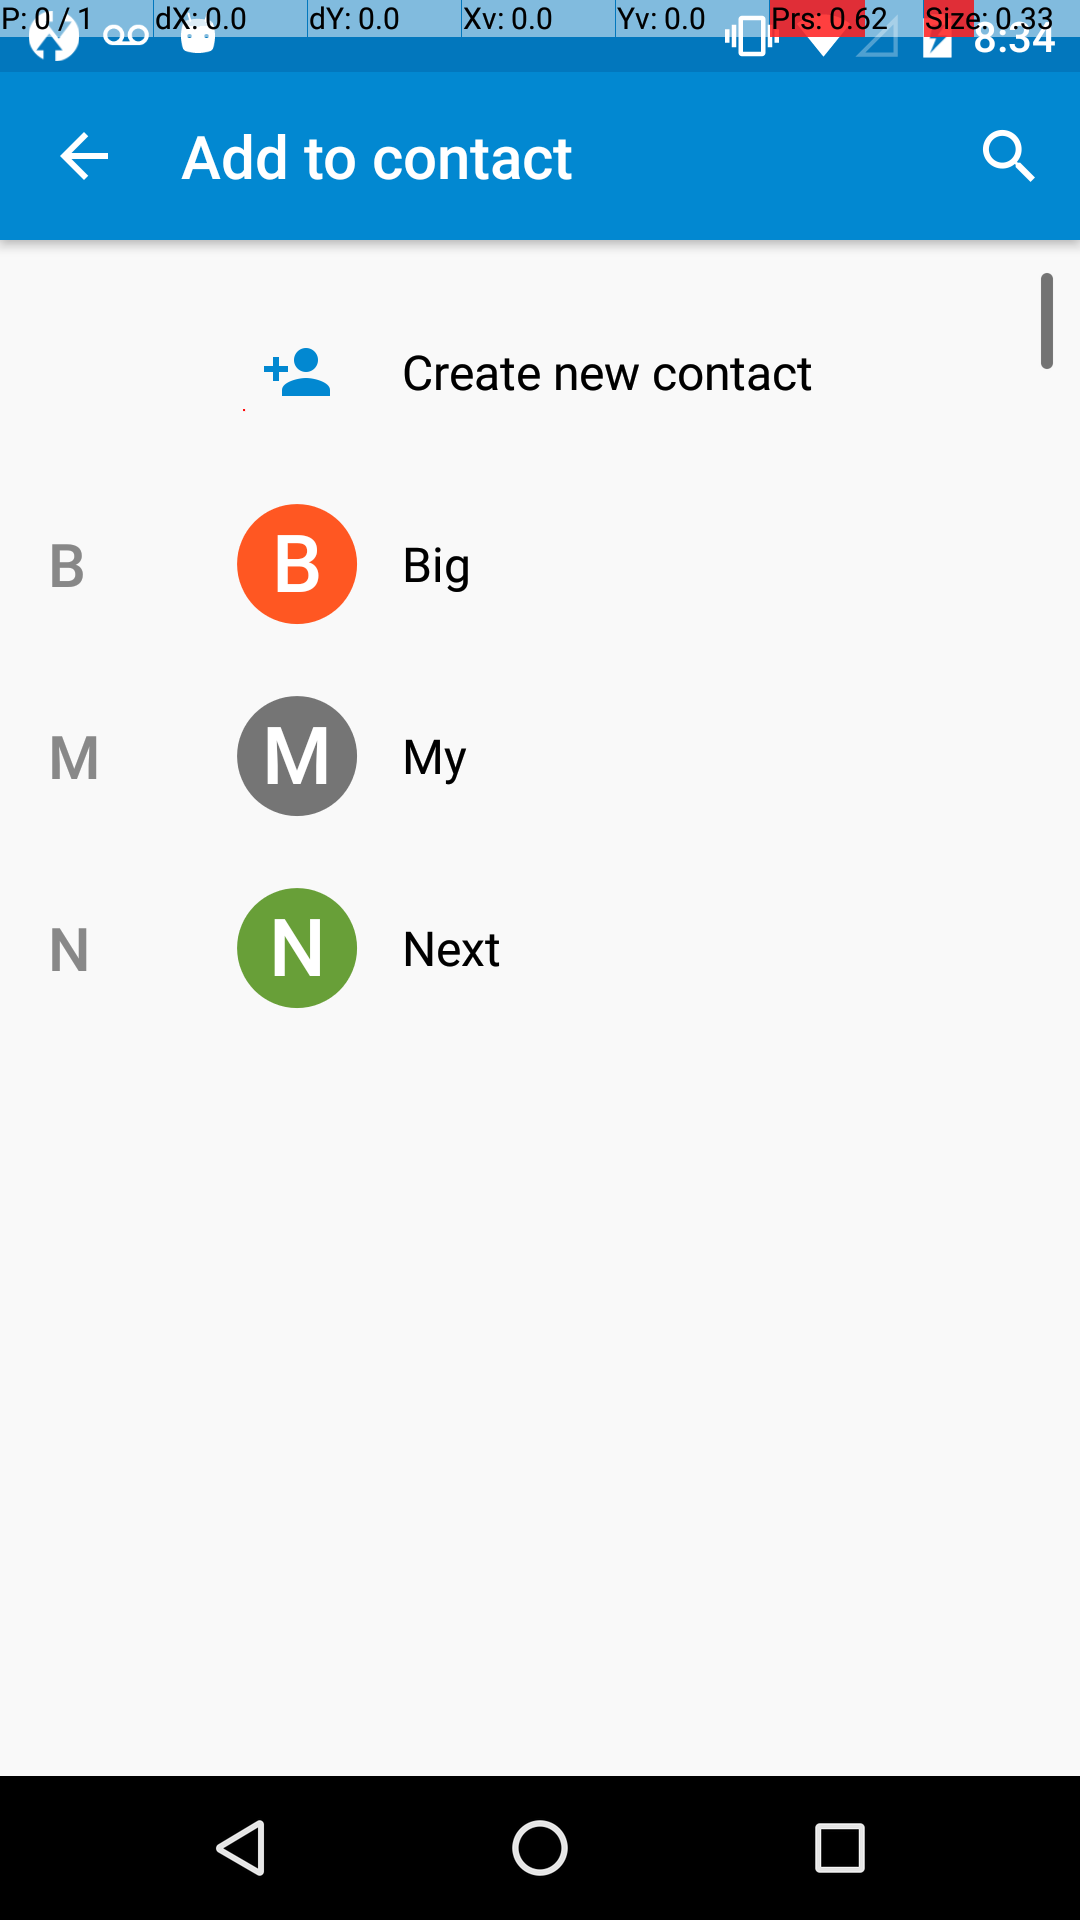 P: 0 / 1 dX: 0.0 dY: 0.0 Xv: 0.0 Yv: 0.0 Prs: 0.62 Size: 0.33
8:34
Add to contact
Create new contact
B B Big
M M My
N N Next